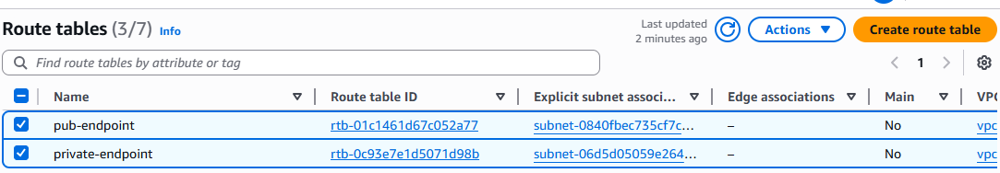 Route tables (3/7) Info
Last updated
2 minutes ago
Actions
Create route table
Find route tables by attribute or tag
1
Name Route table ID Explicit subnet associ... Edge associations Main VPC
pub-endpoint rtb-01c1461d67c052a77 subnet-0840fbec735cf7c... – No vpc
private-endpoint rtb-0c93e7e1d5071d98b subnet-06d5d05059e264... – No vpc